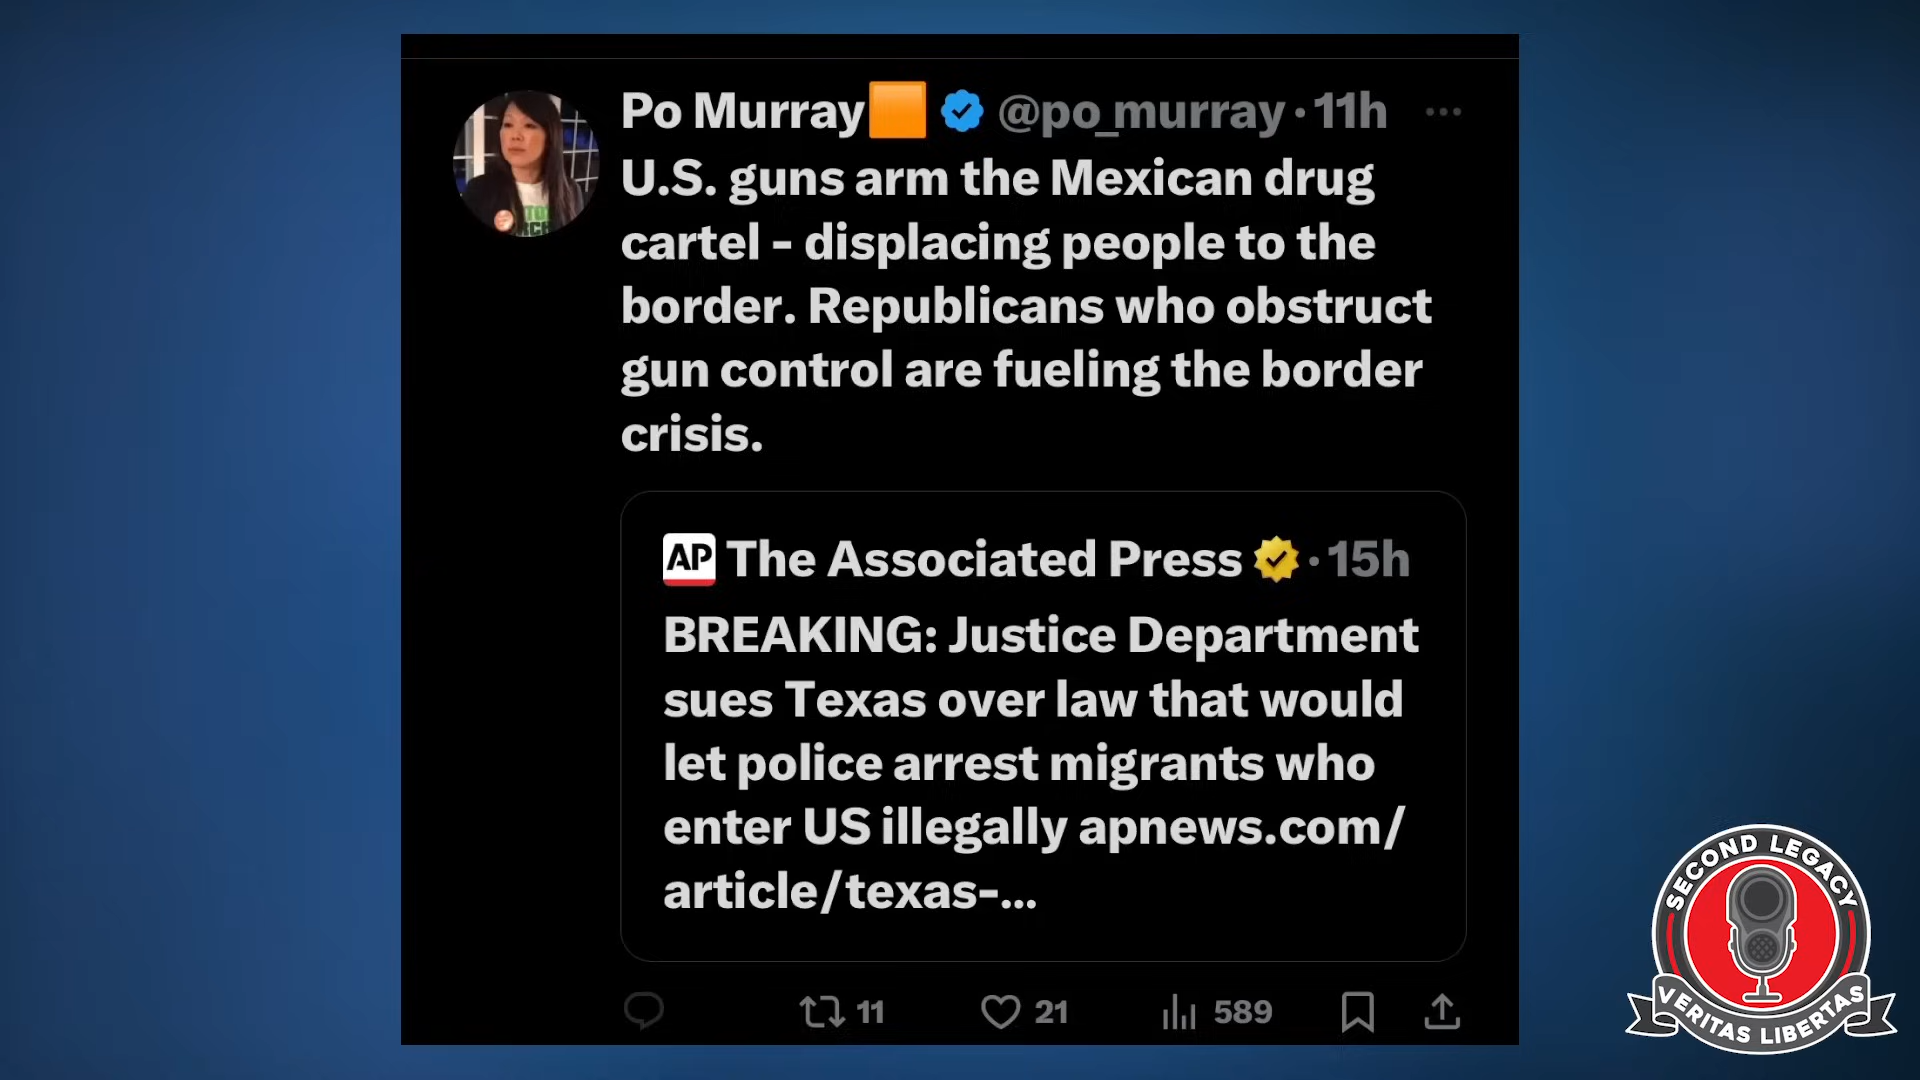 Po Murray🟧 @po_murray · 11h ...
U.S. guns arm the Mexican drug
cartel - displacing people to the
border. Republicans who obstruct
gun control are fueling the border
crisis.
AP The Associated Press · 15h
BREAKING: Justice Department
sues Texas over law that would
let police arrest migrants who
enter US illegally apnews.com/
article/texas-...
11 21 589
SECOND LEGACY
VERITAS LIBERTAS